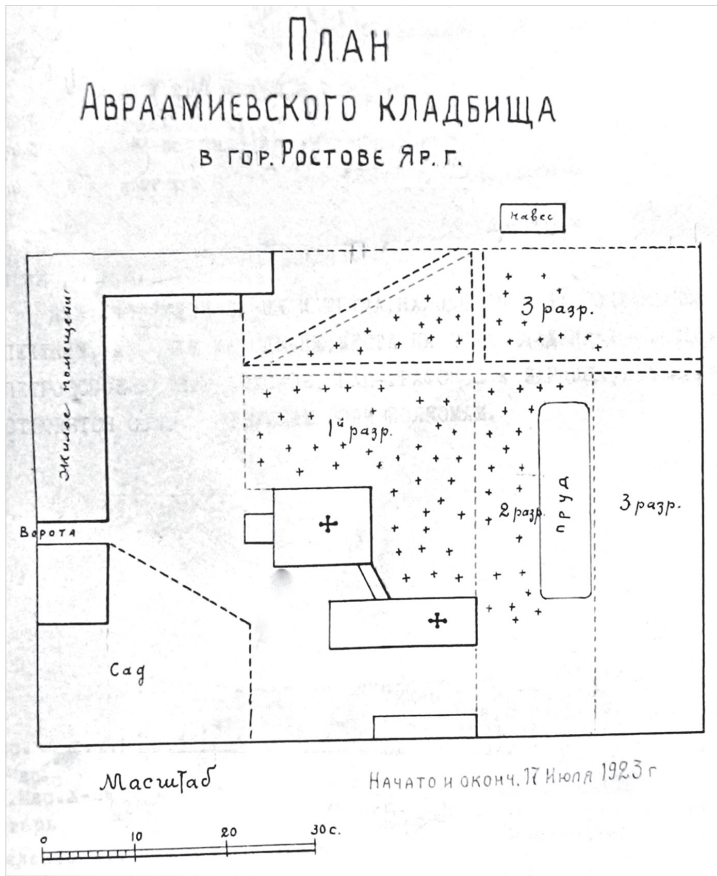 План
Авраамиевского кладбища
в гор. Ростове Яр. г.
навес
3 разр.
Жилое помещение
1й разр.
Ворота
2 разр.
пруд
3 разр.
Сад
Масштаб
Начато и оконч. 17 Июля 1923 г
0 10 20 30 с.